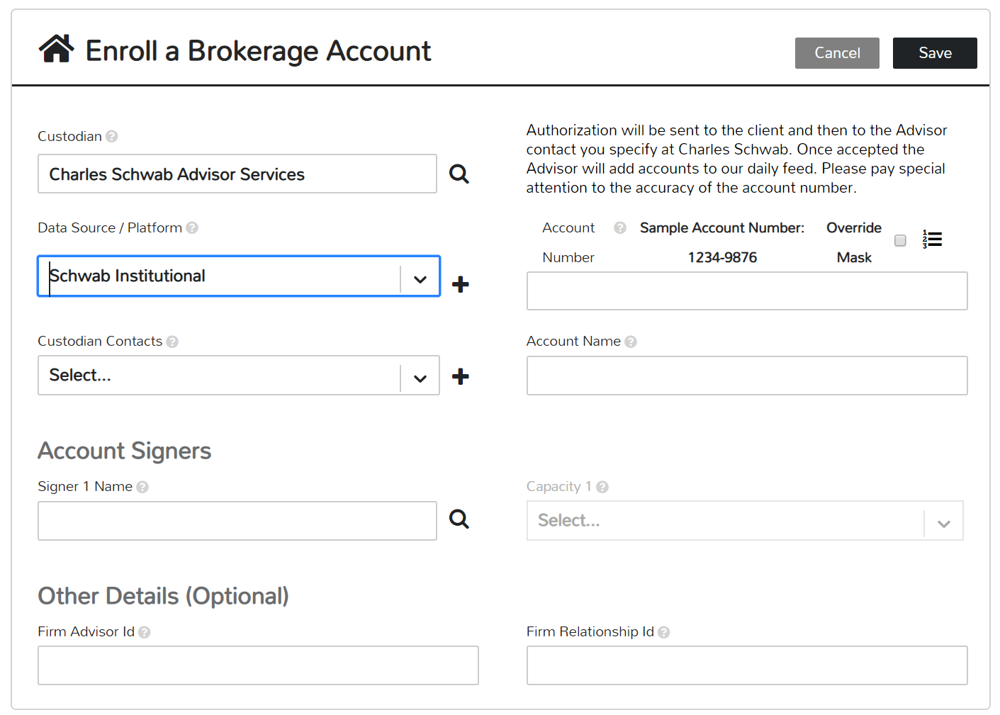 Enroll a Brokerage Account
Cancel
Save
Custodian ?
Charles Schwab Advisor Services
Authorization will be sent to the client and then to the Advisor
contact you specify at Charles Schwab. Once accepted the
Advisor will add accounts to our daily feed. Please pay special
attention to the accuracy of the account number.
Data Source / Platform ?
Schwab Institutional
Account ? Sample Account Number: Override
Number 1234-9876 Mask
1
2
3
Custodian Contacts ?
Select...
Account Name ?
Account Signers
Signer 1 Name ?
Capacity 1 ?
Select...
Other Details (Optional)
Firm Advisor Id ?
Firm Relationship Id ?